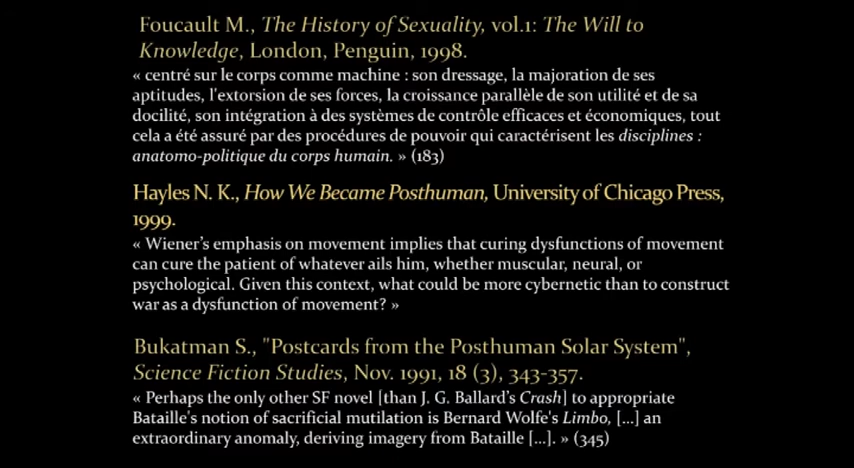 Foucault M., The History of Sexuality, vol.1: The Will to
Knowledge, London, Penguin, 1998.
« centré sur le corps comme machine : son dressage, la majoration de ses
aptitudes, l'extorsion de ses forces, la croissance parallèle de son utilité et de sa
docilité, son intégration à des systèmes de contrôle efficaces et économiques, tout
cela a été assuré par des procédures de pouvoir qui caractérisent les disciplines :
anatomo-politique du corps humain. » (183)
Hayles N. K., How We Became Posthuman, University of Chicago Press,
1999.
« Wiener's emphasis on movement implies that curing dysfunctions of movement
can cure the patient of whatever ails him, whether muscular, neural, or
psychological. Given this context, what could be more cybernetic than to construct
war as a dysfunction of movement? »
Bukatman S., "Postcards from the Posthuman Solar System",
Science Fiction Studies, Nov. 1991, 18 (3), 343-357.
« Perhaps the only other SF novel [than J. G. Ballard's Crash] to appropriate
Bataille's notion of sacrificial mutilation is Bernard Wolfe's Limbo, [...] an
extraordinary anomaly, deriving imagery from Bataille [...]. » (345)